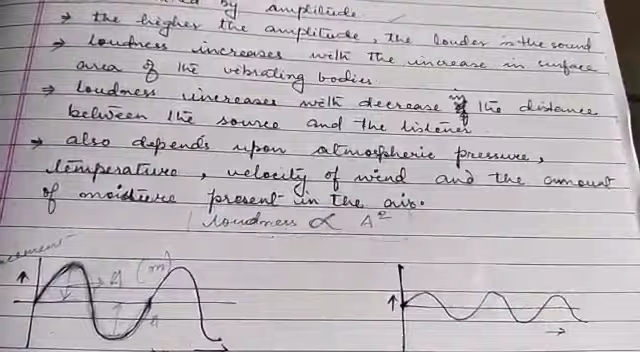 by amplitude
→ the higher the amplitude, the louder is the sound
→ loudness increases with the increase in surface
area of the vibrating bodies
→ loudness increases with decrease in the distance
between the source and the listener
→ also depends upon atmospheric pressure,
temperature, velocity of wind and the amount
of moisture present in the air.
loudness ∝ A²
(m)